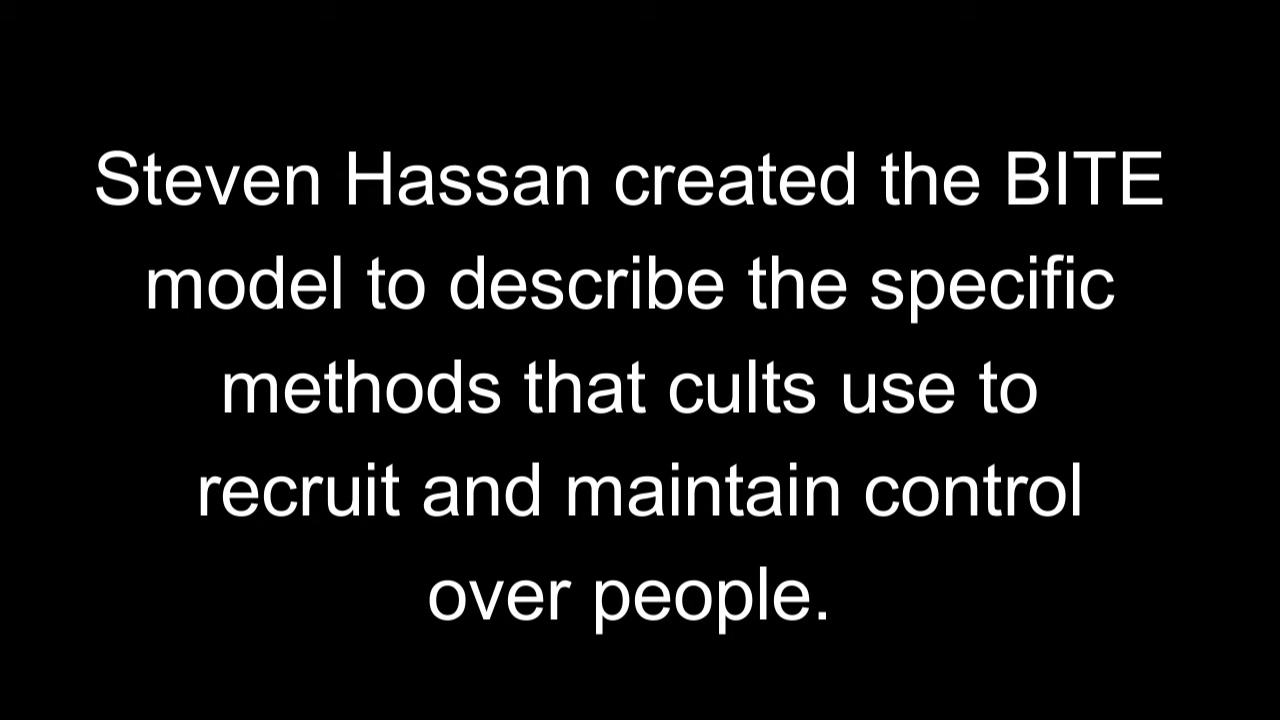 Steven Hassan created the BITE
model to describe the specific
methods that cults use to
recruit and maintain control
over people.